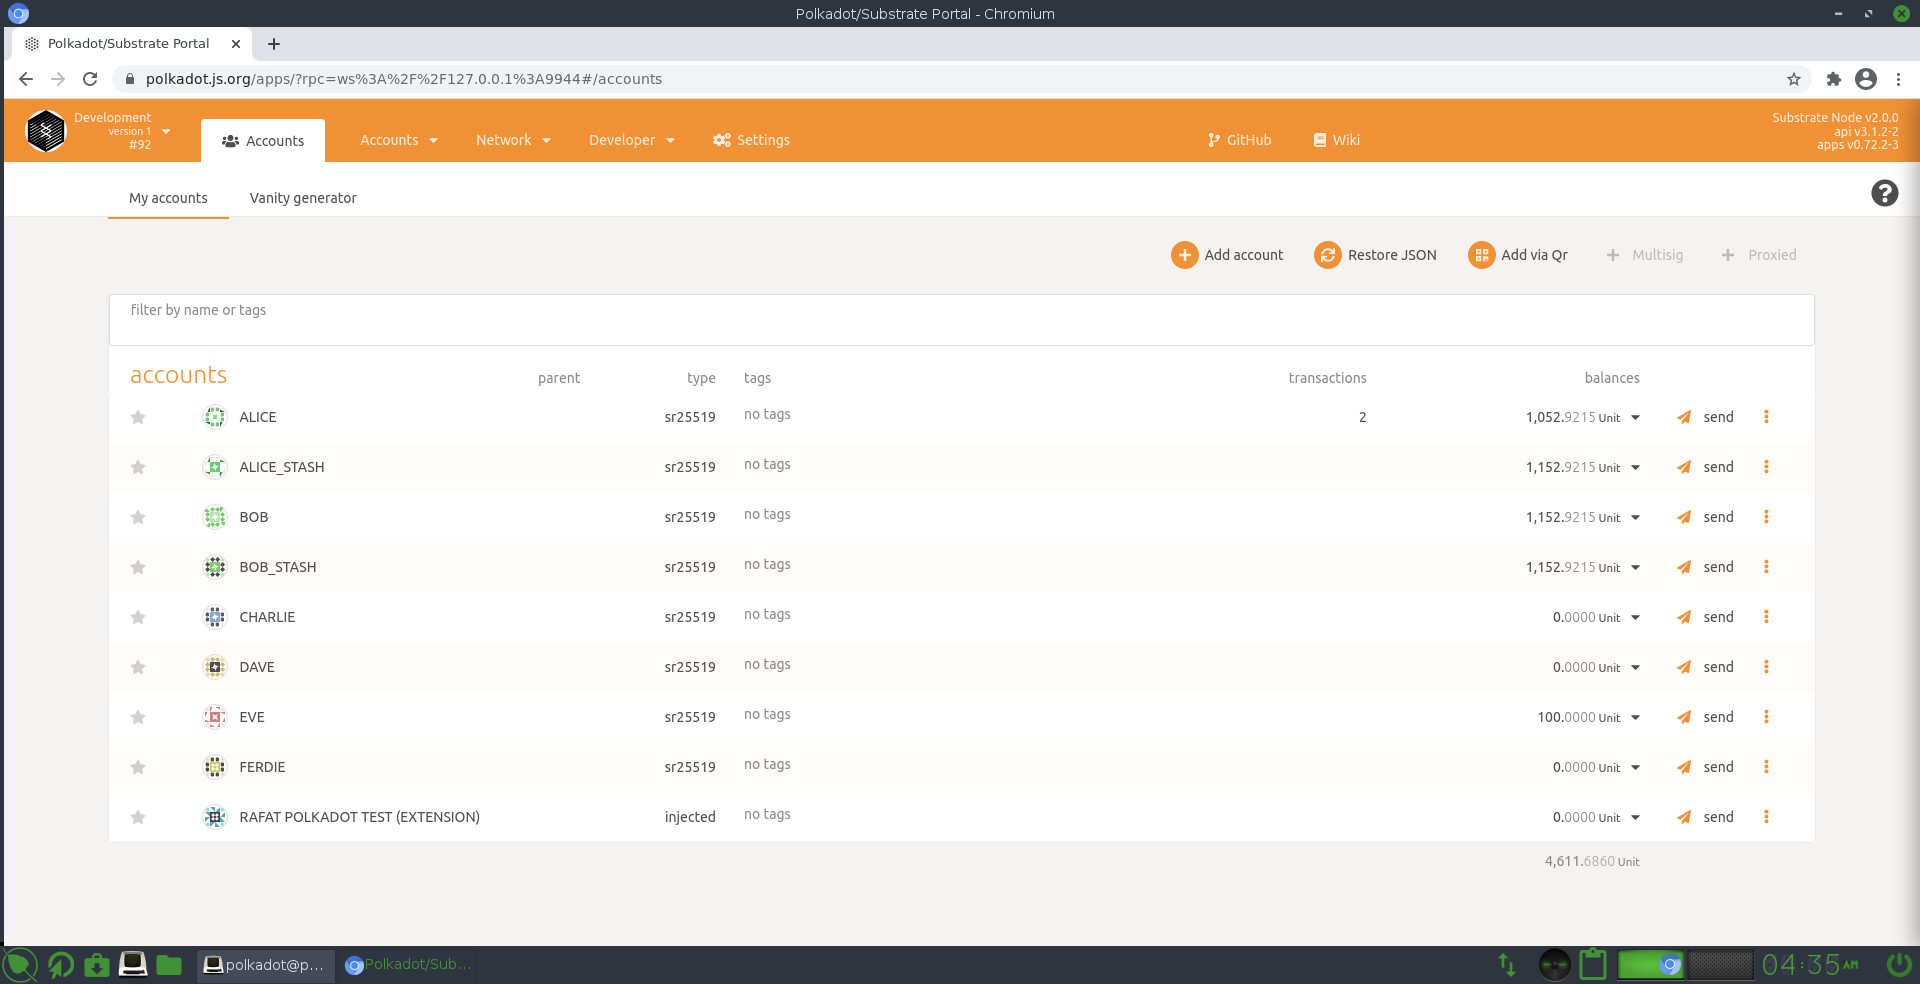 Polkadot/Substrate Portal - Chromium
Polkadot/Substrate Portal
polkadot.js.org/apps/?rpc=ws%3A%2F%2F127.0.0.1%3A9944#/accounts
Development
version 1
#92
Accounts
Accounts
Network
Developer
Settings
GitHub
Wiki
Substrate Node v2.0.0
api v3.1.2-2
apps v0.72.2-3
My accounts
Vanity generator
Add account
Restore JSON
Add via Qr
Multisig
Proxied
filter by name or tags
accounts parent type tags transactions balances
ALICE sr25519 no tags 2 1,052.9215 Unit send
ALICE_STASH sr25519 no tags 1,152.9215 Unit send
BOB sr25519 no tags 1,152.9215 Unit send
BOB_STASH sr25519 no tags 1,152.9215 Unit send
CHARLIE sr25519 no tags 0.0000 Unit send
DAVE sr25519 no tags 0.0000 Unit send
EVE sr25519 no tags 100.0000 Unit send
FERDIE sr25519 no tags 0.0000 Unit send
RAFAT POLKADOT TEST (EXTENSION) injected no tags 0.0000 Unit send
4,611.6860 Unit
polkadot@p...
Polkadot/Sub...
04:35 AM